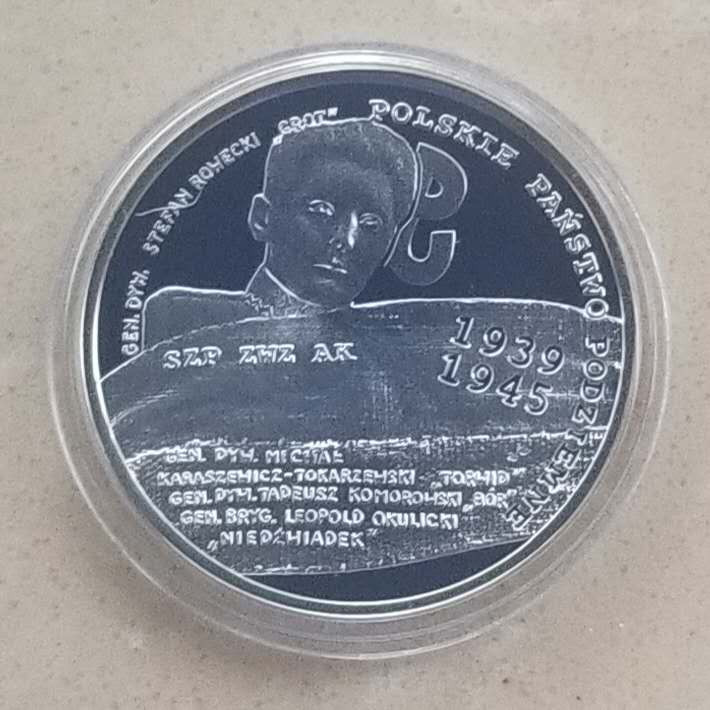 GEN. DYW. STEFAN ROWECKI „GROT”
POLSKIE PAŃSTWO PODZIEMNE
SZP ZWZ AK
1939
1945
GEN. DYW. MICHAŁ
KARASZEWICZ-TOKARZEWSKI-„TORWID”
GEN. DYW. TADEUSZ KOMOROWSKI „BÓR”
GEN. BRYG. LEOPOLD OKULICKI
„NIEDŹWIADEK”